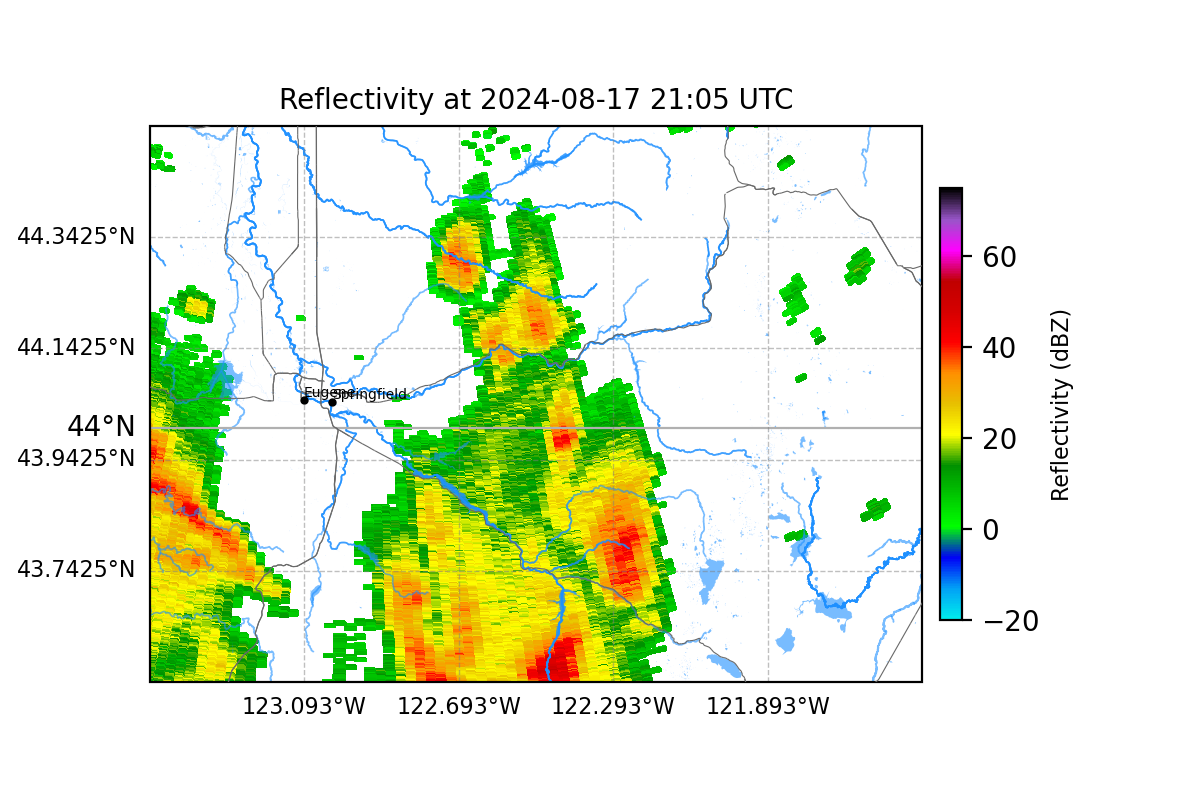 Reflectivity at 2024-08-17 21:05 UTC
44.3425°N
44.1425°N
44°N
43.9425°N
43.7425°N
Eugene
Springfield
123.093°W
122.693°W
122.293°W
121.893°W
60
40
20
0
−20
Reflectivity (dBZ)